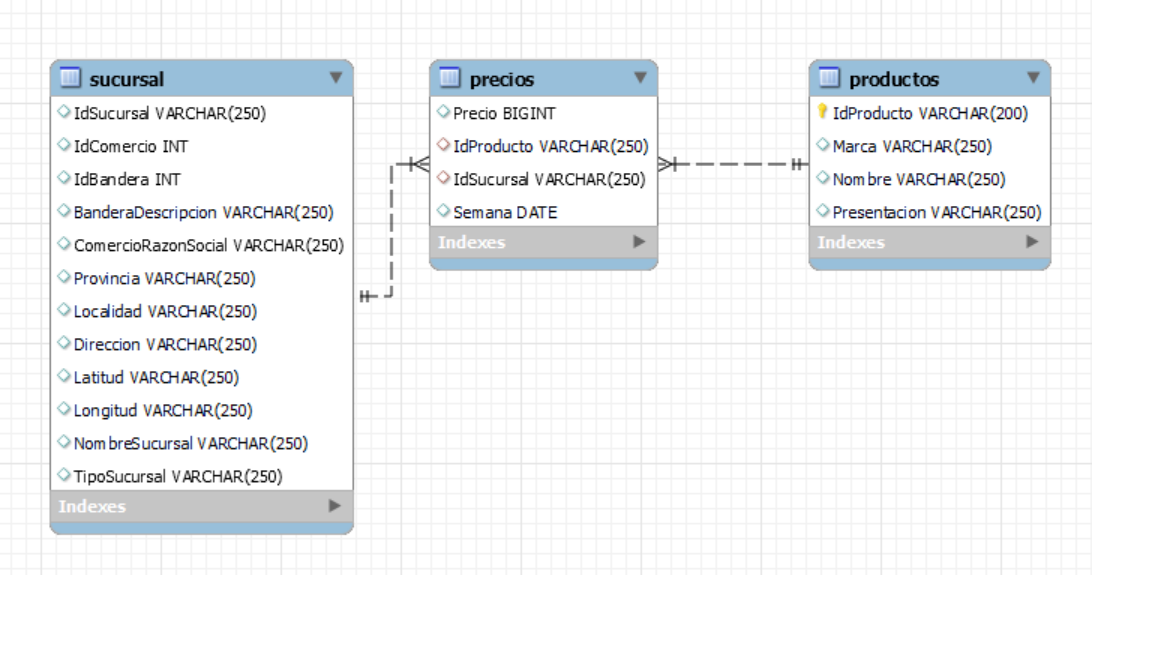 sucursal
IdSucursal VARCHAR(250)
IdComercio INT
IdBandera INT
BanderaDescripcion VARCHAR(250)
ComercioRazonSocial VARCHAR(250)
Provincia VARCHAR(250)
Localidad VARCHAR(250)
Direccion VARCHAR(250)
Latitud VARCHAR(250)
Longitud VARCHAR(250)
NombreSucursal VARCHAR(250)
TipoSucursal VARCHAR(250)
Indexes
precios
Precio BIGINT
IdProducto VARCHAR(250)
IdSucursal VARCHAR(250)
Semana DATE
Indexes
productos
IdProducto VARCHAR(200)
Marca VARCHAR(250)
Nombre VARCHAR(250)
Presentacion VARCHAR(250)
Indexes